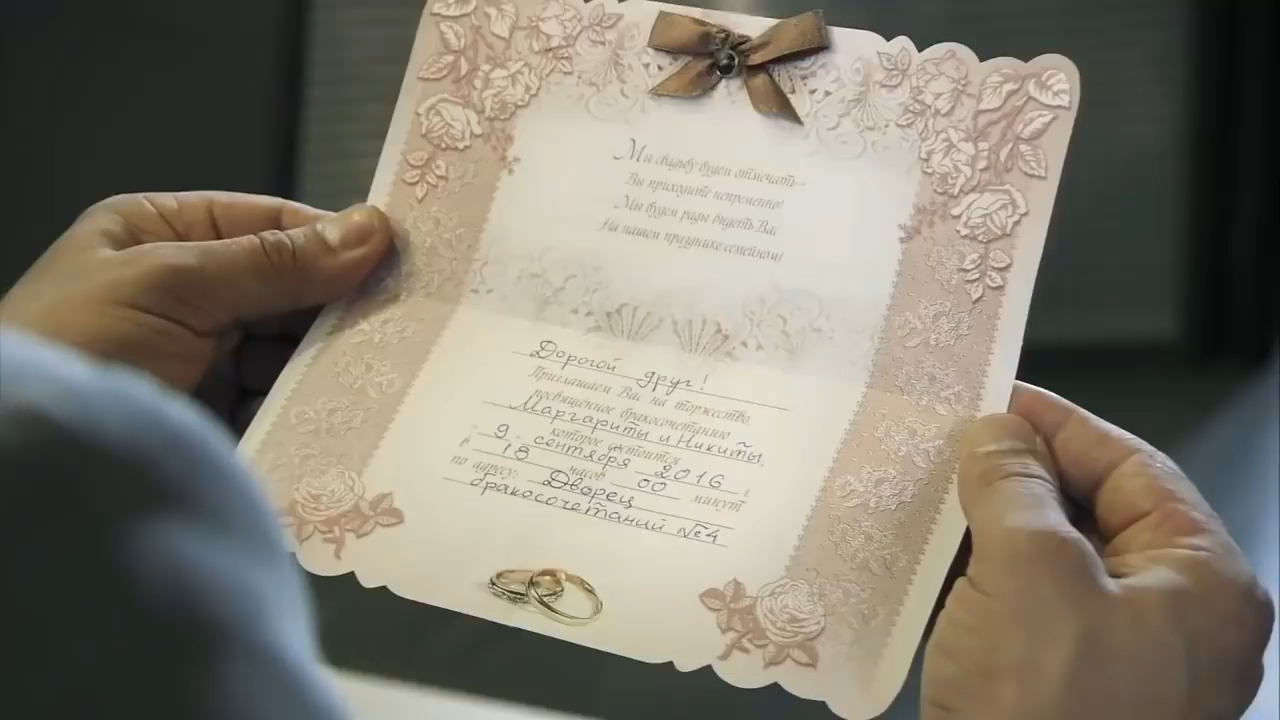 Мы свадьбу будем отмечать–
Вы приходите непременно!
Мы будем рады видеть Вас
На нашем празднике семейном!
Дорогой друг!
Приглашаем Вас на торжество,
посвященное бракосочетанию
Маргариты и Никиты,
которое состоится
" 9 " сентября 2016 г.
в 18 часов 00 минут
по адресу: Дворец
бракосочетаний №4